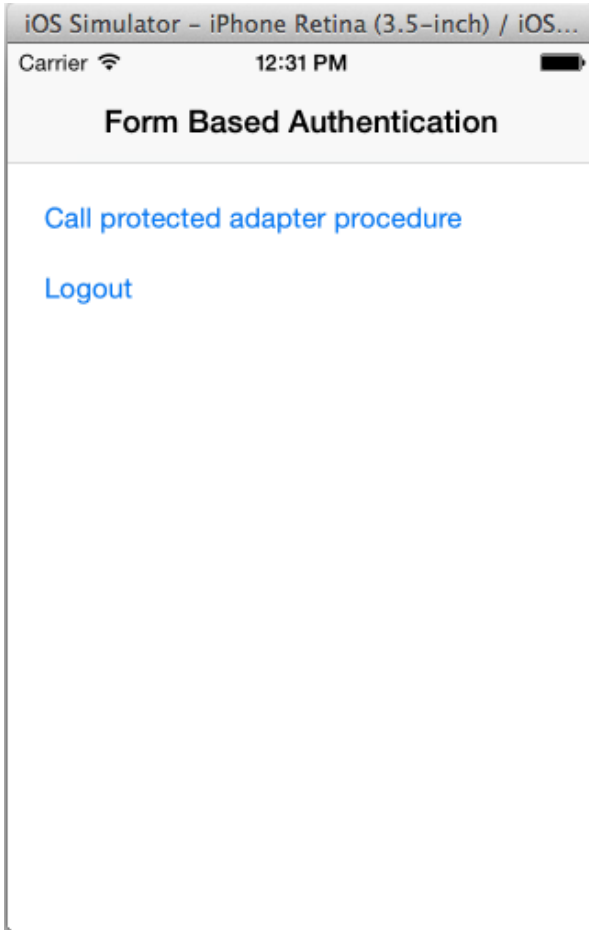 iOS Simulator – iPhone Retina (3.5–inch) / iOS...
Carrier 12:31 PM
Form Based Authentication
Call protected adapter procedure
Logout